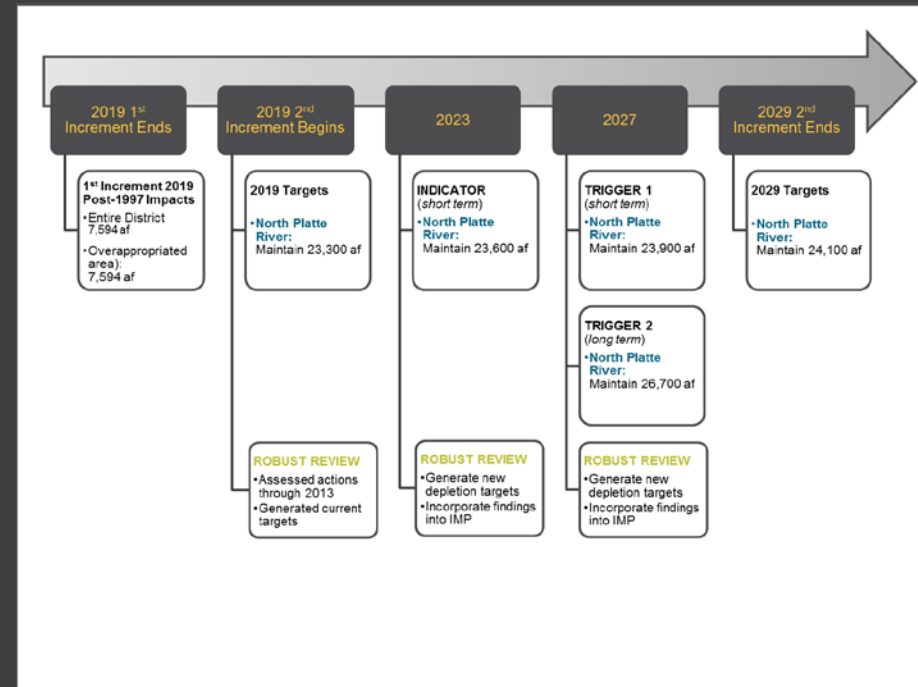 2019 1st
Increment Ends
1st Increment 2019
Post-1997 Impacts
•Entire District
7,594 af
•Overappropriated
area):
7,594 af
2019 2nd
Increment Begins
2019 Targets
•North Platte
River:
Maintain 23,300 af
ROBUST REVIEW
•Assessed actions
through 2013
•Generated current
targets
2023
INDICATOR
(short term)
•North Platte
River:
Maintain 23,600 af
ROBUST REVIEW
•Generate new
depletion targets
•Incorporate findings
into IMP
2027
TRIGGER 1
(short term)
•North Platte
River:
Maintain 23,900 af
TRIGGER 2
(long term)
•North Platte
River:
Maintain 26,700 af
ROBUST REVIEW
•Generate new
depletion targets
•Incorporate findings
into IMP
2029 2nd
Increment Ends
2029 Targets
•North Platte
River:
Maintain 24,100 af